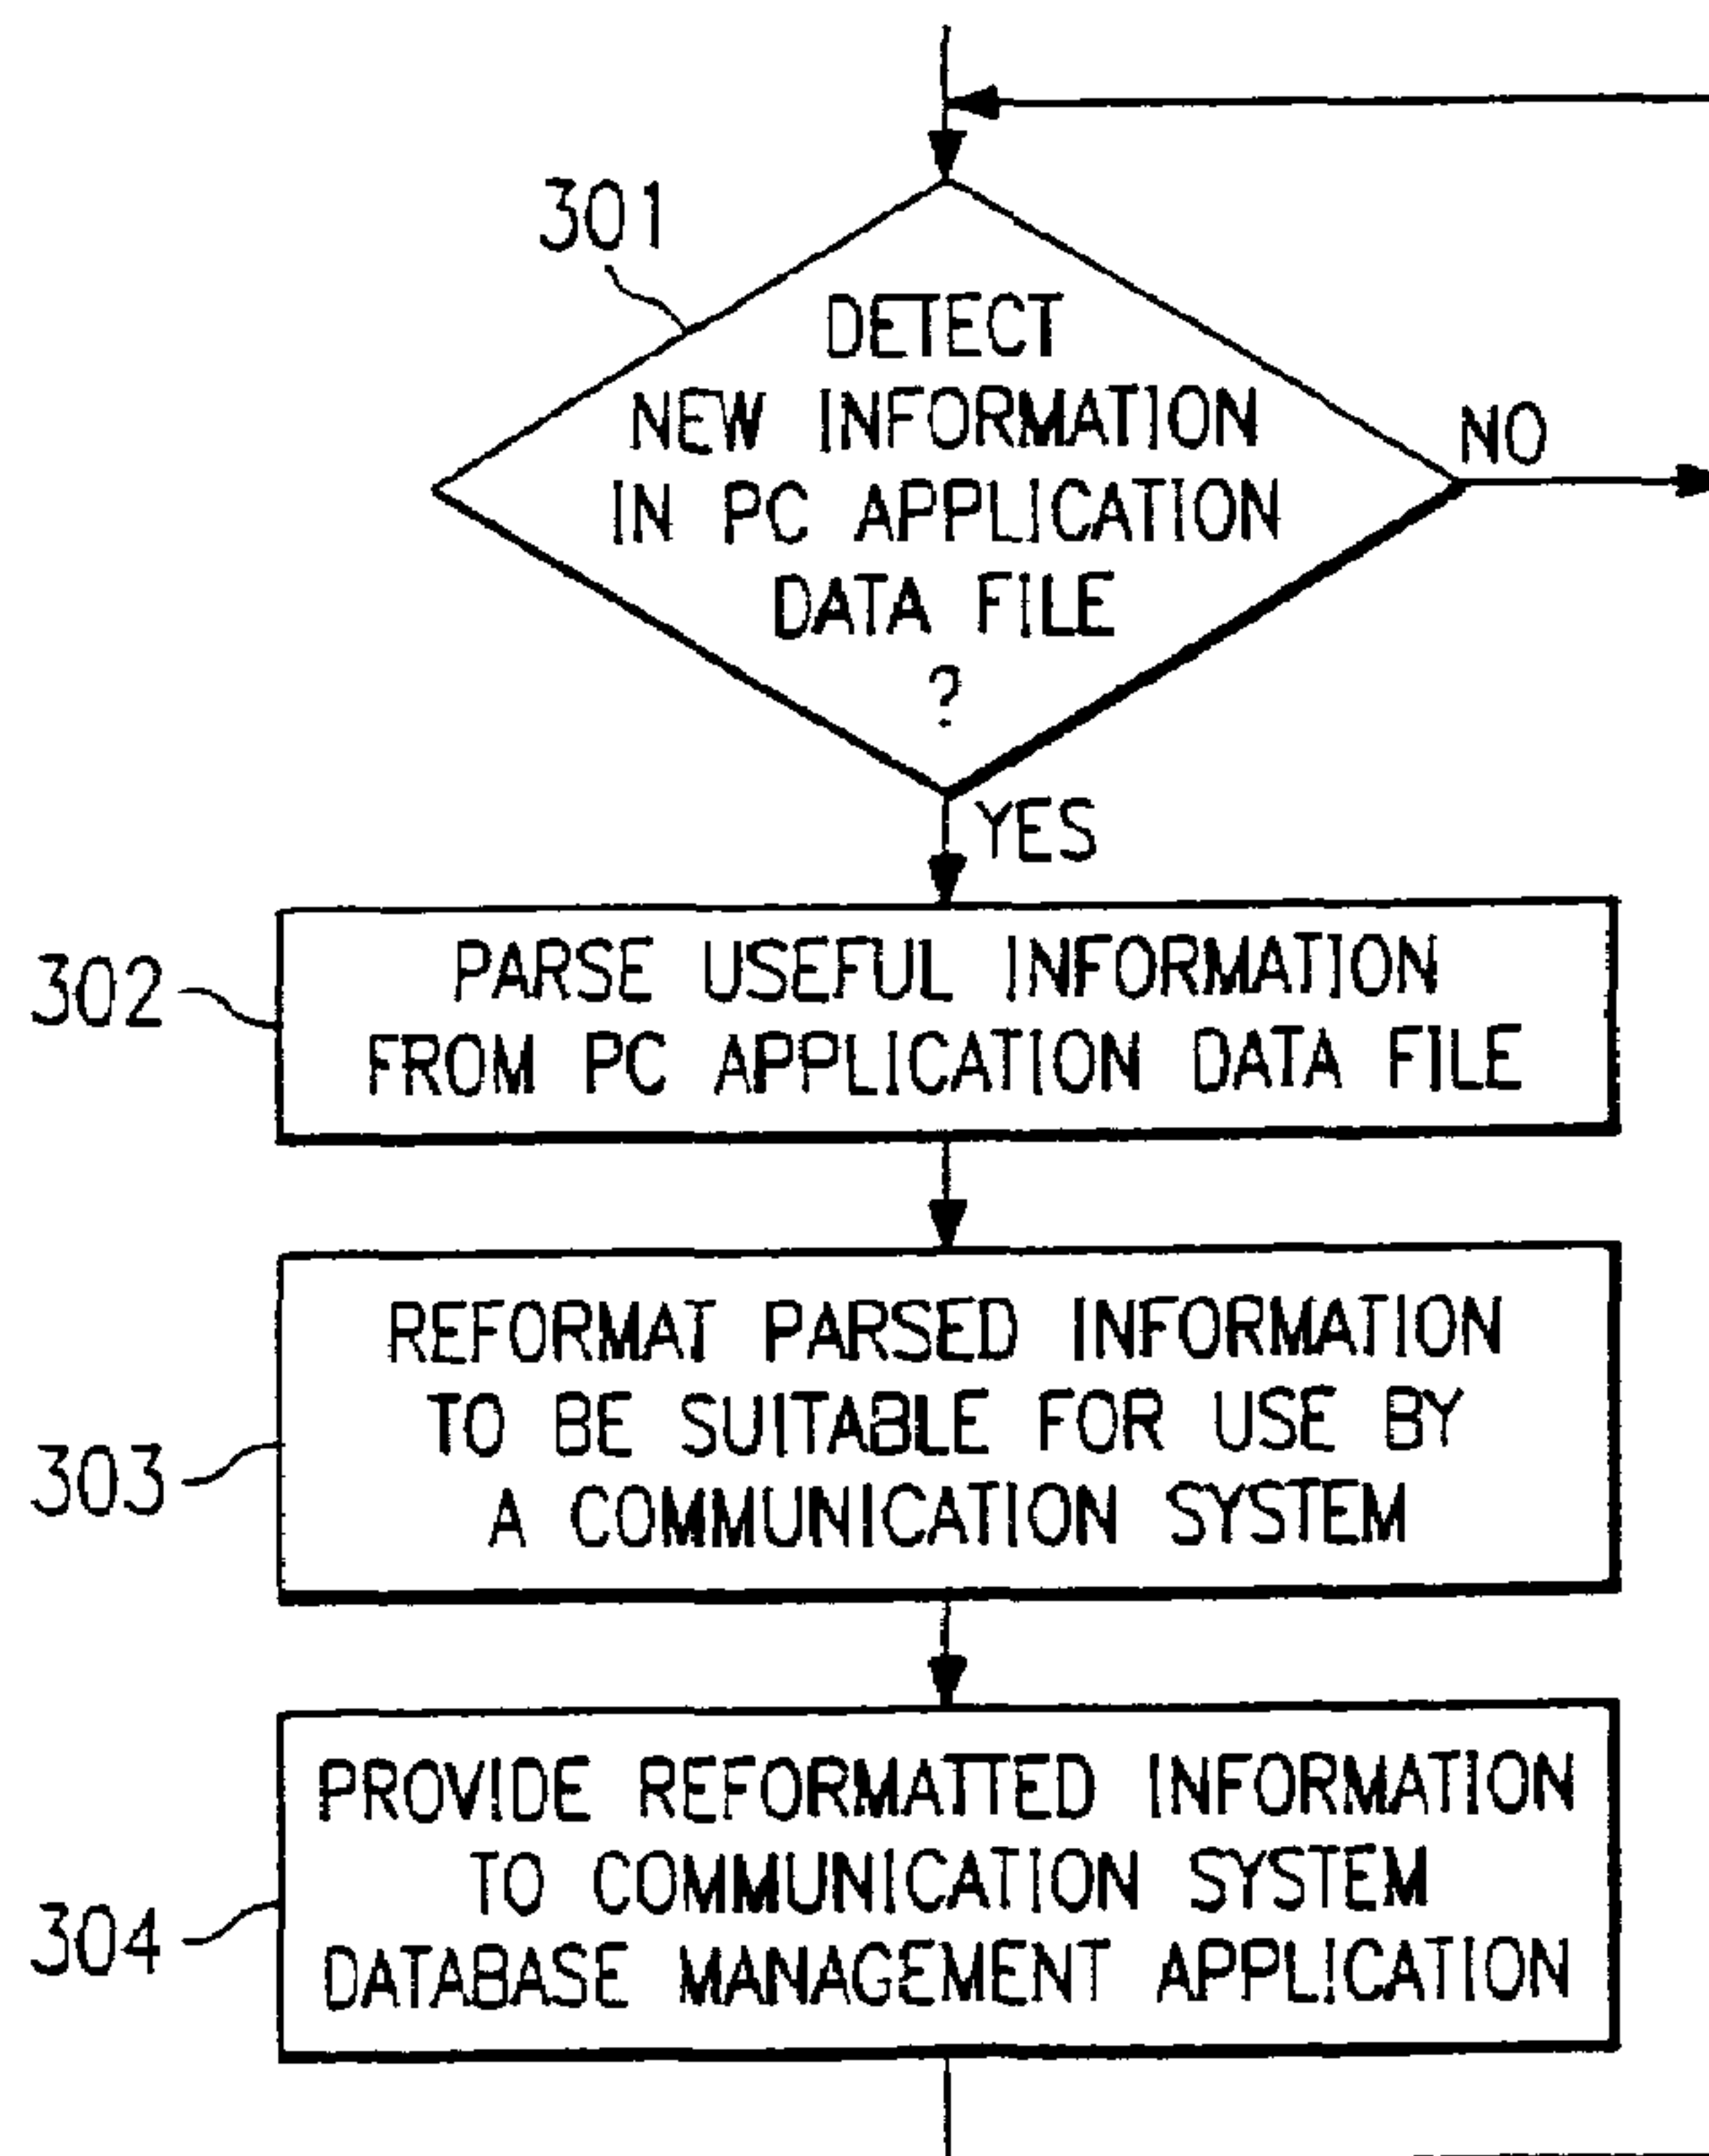 301
DETECT
NEW INFORMATION
IN PC APPLICATION
DATA FILE
?
NO
YES
302
PARSE USEFUL INFORMATION
FROM PC APPLICATION DATA FILE
303
REFORMAT PARSED INFORMATION
TO BE SUITABLE FOR USE BY
A COMMUNICATION SYSTEM
304
PROVIDE REFORMATTED INFORMATION
TO COMMUNICATION SYSTEM
DATABASE MANAGEMENT APPLICATION